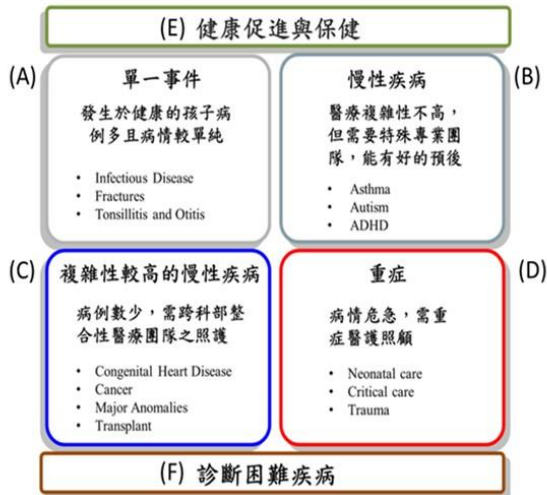 (E) 健康促進與保健
(A)
單一事件
發生於健康的孩子病
例多且病情較單純
• Infectious Disease
• Fractures
• Tonsillitis and Otitis
(B)
慢性疾病
醫療複雜性不高，
但需要特殊專業團
隊，能有好的預後
• Asthma
• Autism
• ADHD
(C)
複雜性較高的慢性疾病
病例數少，需跨科部整
合性醫療團隊之照護
• Congenital Heart Disease
• Cancer
• Major Anomalies
• Transplant
(D)
重症
病情危急，需重
症醫護照顧
• Neonatal care
• Critical care
• Trauma
(F) 診斷困難疾病